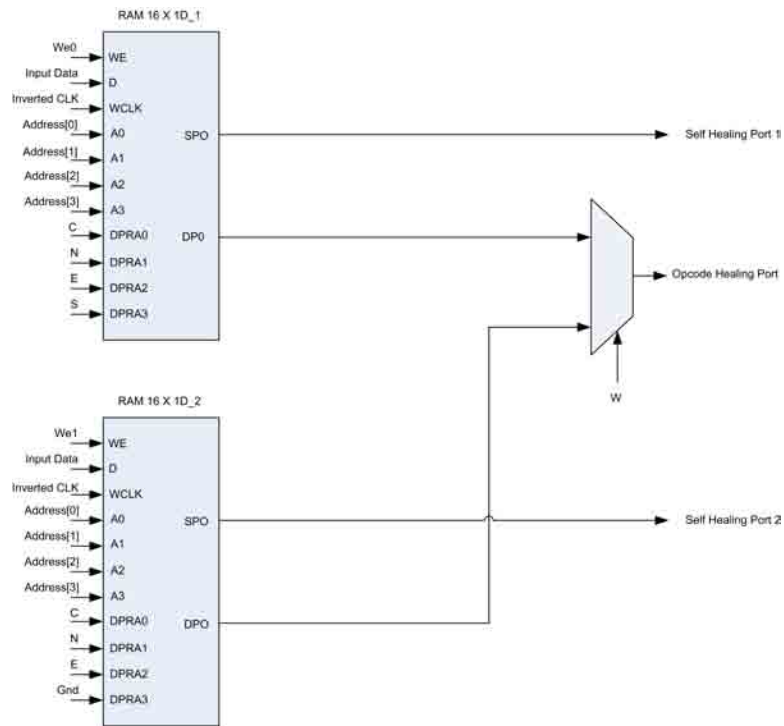 RAM 16 X 1D_1
We0
WE
Input Data
D
Inverted CLK
WCLK
Address[0]
A0
SPO
Self Healing Port 1
Address[1]
A1
Address[2]
A2
Address[3]
A3
C
DPRA0
DP0
N
DPRA1
E
DPRA2
Opcode Healing Port
S
DPRA3
W
RAM 16 X 1D_2
We1
WE
Input Data
D
Inverted CLK
WCLK
Address[0]
A0
SPO
Self Healing Port 2
Address[1]
A1
Address[2]
A2
Address[3]
A3
C
DPRA0
DPO
N
DPRA1
E
DPRA2
Gnd
DPRA3